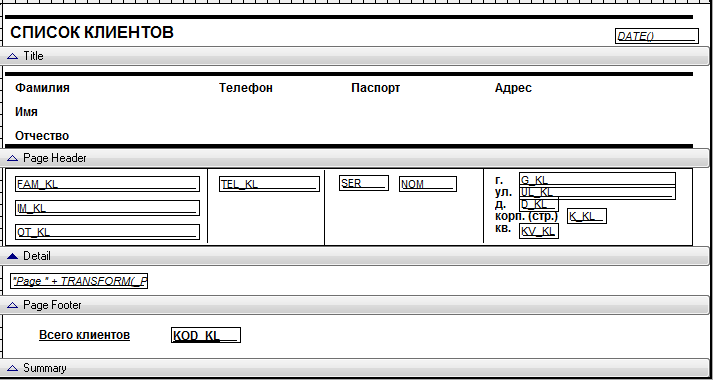 СПИСОК КЛИЕНТОВ DATE()
Title
Фамилия Телефон Паспорт Адрес
Имя
Отчество
Page Header
FAM_KL TEL_KL SER NOM г. G_KL
ул. UL_KL
IM_KL д. D_KL
корп. (стр.) K_KL
OT_KL кв. KV_KL
Detail
"Page " + TRANSFORM(_P
Page Footer
Всего клиентов KOD_KL
Summary